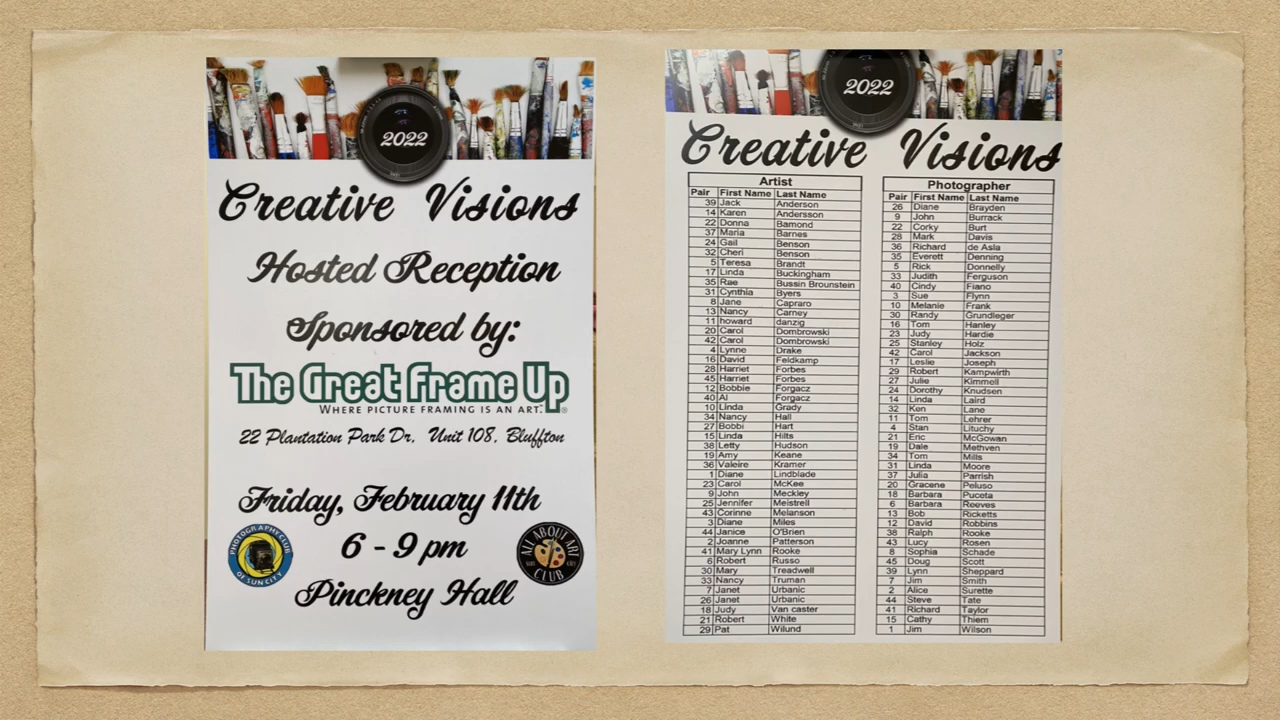 2022
Creative Visions
Hosted Reception
Sponsored by:
The Great Frame Up
WHERE PICTURE FRAMING IS AN ART.®
22 Plantation Park Dr, Unit 108, Bluffton
Friday, February 11th
PHOTOGRAPHY CLUB OF SUN CITY
6 - 9 pm
ALL ABOUT ART CLUB
SUN CITY
Pinckney Hall
2022
Creative Visions
Artist
Pair First Name Last Name
39 Jack Anderson
14 Karen Andersson
22 Donna Bamond
37 Maria Barnes
24 Gail Benson
32 Cheri Benson
5 Teresa Brandt
17 Linda Buckingham
35 Rae Bussin Brounstein
31 Cynthia Byers
8 Jane Capraro
13 Nancy Carney
11 howard danzig
20 Carol Dombrowski
42 Carol Dombrowski
4 Lynne Drake
16 David Feldkamp
28 Harriet Forbes
45 Harriet Forbes
12 Bobbie Forgacz
40 Al Forgacz
10 Linda Grady
34 Nancy Hall
27 Bobbi Hart
15 Linda Hilts
38 Letty Hudson
19 Amy Keane
36 Valeire Kramer
1 Diane Lindblade
23 Carol McKee
9 John Meckley
25 Jennifer Meistrell
43 Corinne Melanson
3 Diane Miles
44 Janice O'Brien
2 Joanne Patterson
41 Mary Lynn Rooke
6 Robert Russo
30 Mary Treadwell
33 Nancy Truman
7 Janet Urbanic
26 Janet Urbanic
18 Judy Van caster
21 Robert White
29 Pat Wilund
Photographer
Pair First Name Last Name
26 Diane Brayden
9 John Burrack
22 Corky Burt
28 Mark Davis
36 Richard de Asla
35 Everett Denning
5 Rick Donnelly
33 Judith Ferguson
40 Cindy Fiano
3 Sue Flynn
10 Melanie Frank
30 Randy Grundleger
16 Tom Hanley
23 Judy Hardie
25 Stanley Holz
42 Carol Jackson
17 Leslie Joseph
29 Robert Kampwirth
27 Julie Kimmell
24 Dorothy Knudsen
14 Linda Laird
32 Ken Lane
11 Tom Lehrer
4 Stan Lituchy
21 Eric McGowan
19 Dale Methven
34 Tom Mills
31 Linda Moore
37 Julia Parrish
20 Gracene Peluso
18 Barbara Puceta
6 Barbara Reeves
13 Bob Ricketts
12 David Robbins
38 Ralph Rooke
43 Lucy Rosen
8 Sophia Schade
45 Doug Scott
39 Lynn Sheppard
7 Jim Smith
2 Alice Surette
44 Steve Tate
41 Richard Taylor
15 Cathy Thiem
1 Jim Wilson